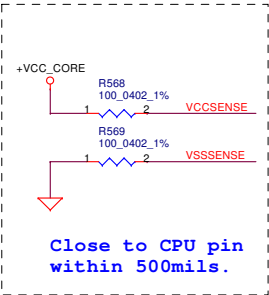 +VCC_CORE
R568
100_0402_1%
1 2 VCCSENSE
R569
100_0402_1%
1 2 VSSSENSE
Close to CPU pin
within 500mils.